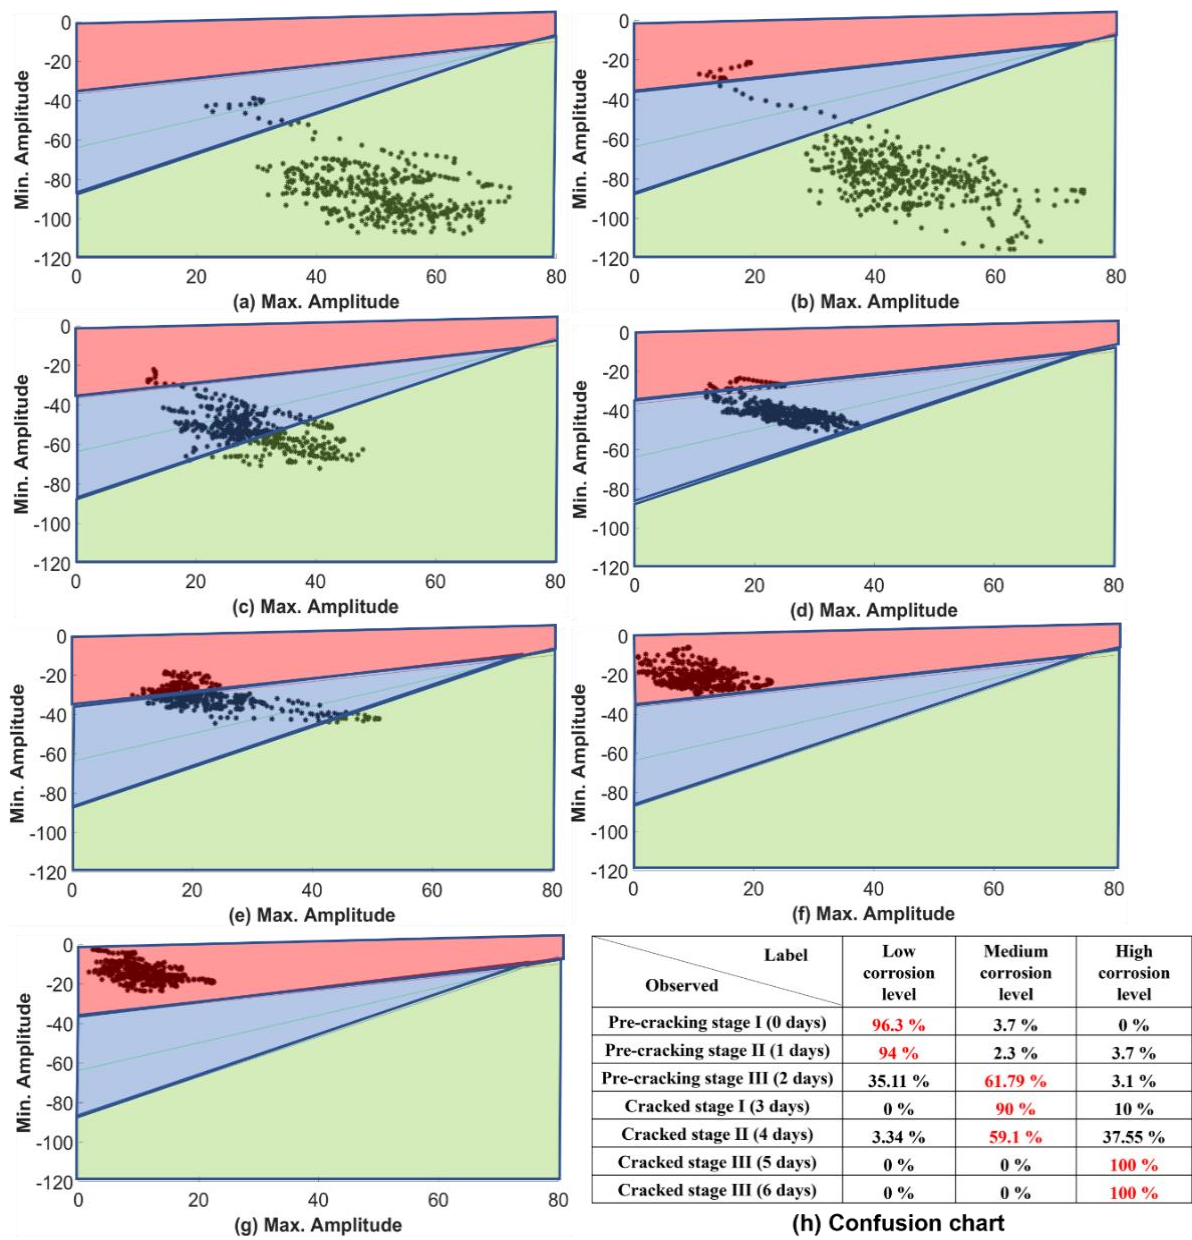 0
-20
-40
-60
-80
-100
-120
Min. Amplitude
0 20 40 60 80
(a) Max. Amplitude
0
-20
-40
-60
-80
-100
-120
Min. Amplitude
0 20 40 60 80
(b) Max. Amplitude
0
-20
-40
-60
-80
-100
-120
Min. Amplitude
0 20 40 60 80
(c) Max. Amplitude
0
-20
-40
-60
-80
-100
-120
Min. Amplitude
0 20 40 60 80
(d) Max. Amplitude
0
-20
-40
-60
-80
-100
-120
Min. Amplitude
0 20 40 60 80
(e) Max. Amplitude
0
-20
-40
-60
-80
-100
-120
Min. Amplitude
0 20 40 60 80
(f) Max. Amplitude
0
-20
-40
-60
-80
-100
-120
Min. Amplitude
0 20 40 60 80
(g) Max. Amplitude
Label
Observed
Low
corrosion
level
Medium
corrosion
level
High
corrosion
level
Pre-cracking stage I (0 days) 96.3 % 3.7 % 0 %
Pre-cracking stage II (1 days) 94 % 2.3 % 3.7 %
Pre-cracking stage III (2 days) 35.11 % 61.79 % 3.1 %
Cracked stage I (3 days) 0 % 90 % 10 %
Cracked stage II (4 days) 3.34 % 59.1 % 37.55 %
Cracked stage III (5 days) 0 % 0 % 100 %
Cracked stage III (6 days) 0 % 0 % 100 %
(h) Confusion chart